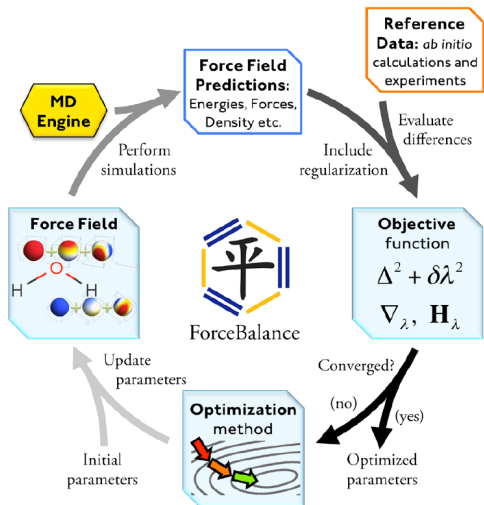 Reference
Data: ab initio
calculations and
experiments
Force Field
Predictions:
Energies, Forces,
Density etc.
MD
Engine
Perform
simulations
Include
regularization
Evaluate
differences
Force Field
O
H
H
平
ForceBalance
Objective
function
Δ² + δλ²
∇λ, Hλ
Converged?
(no)
(yes)
Update
parameters
Optimization
method
Initial
parameters
Optimized
parameters